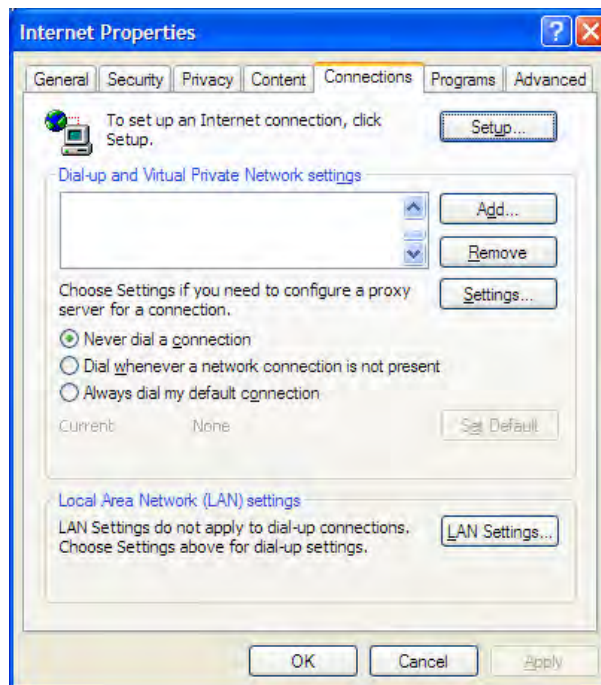 Internet Properties
General Security Privacy Content Connections Programs Advanced
To set up an Internet connection, click
Setup.
Setup...
Dial-up and Virtual Private Network settings
Add...
Remove
Choose Settings if you need to configure a proxy
server for a connection.
Settings...
Never dial a connection
Dial whenever a network connection is not present
Always dial my default connection
Current None Set Default
Local Area Network (LAN) settings
LAN Settings do not apply to dial-up connections.
Choose Settings above for dial-up settings.
LAN Settings...
OK Cancel Apply